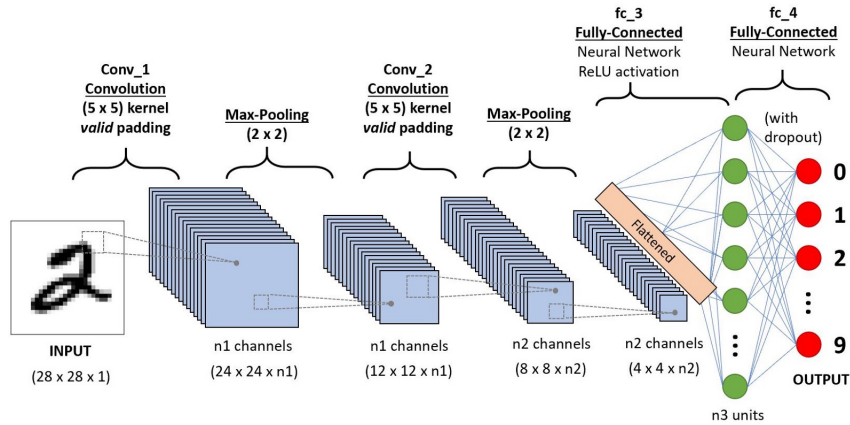 fc_3
Fully-Connected
Neural Network
ReLU activation
fc_4
Fully-Connected
Neural Network
Conv_1
Convolution
(5 x 5) kernel
valid padding
Max-Pooling
(2 x 2)
Conv_2
Convolution
(5 x 5) kernel
valid padding
Max-Pooling
(2 x 2)
(with
dropout)
Flattened
0
1
2
9
OUTPUT
2
INPUT
(28 x 28 x 1)
n1 channels
(24 x 24 x n1)
n1 channels
(12 x 12 x n1)
n2 channels
(8 x 8 x n2)
n2 channels
(4 x 4 x n2)
n3 units